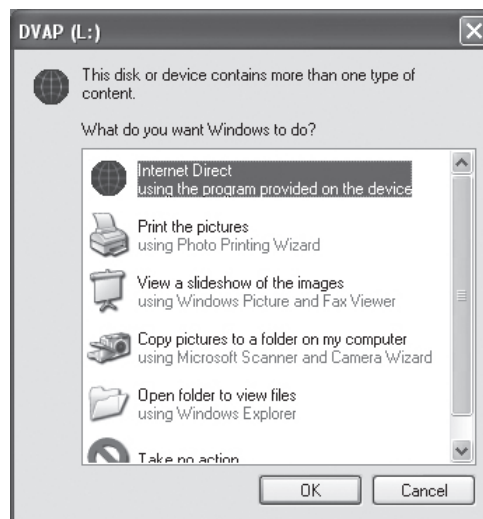 DVAP (L:)
This disk or device contains more than one type of
content.
What do you want Windows to do?
Internet Direct
using the program provided on the device
Print the pictures
using Photo Printing Wizard
View a slideshow of the images
using Windows Picture and Fax Viewer
Copy pictures to a folder on my computer
using Microsoft Scanner and Camera Wizard
Open folder to view files
using Windows Explorer
Take no action
OK
Cancel